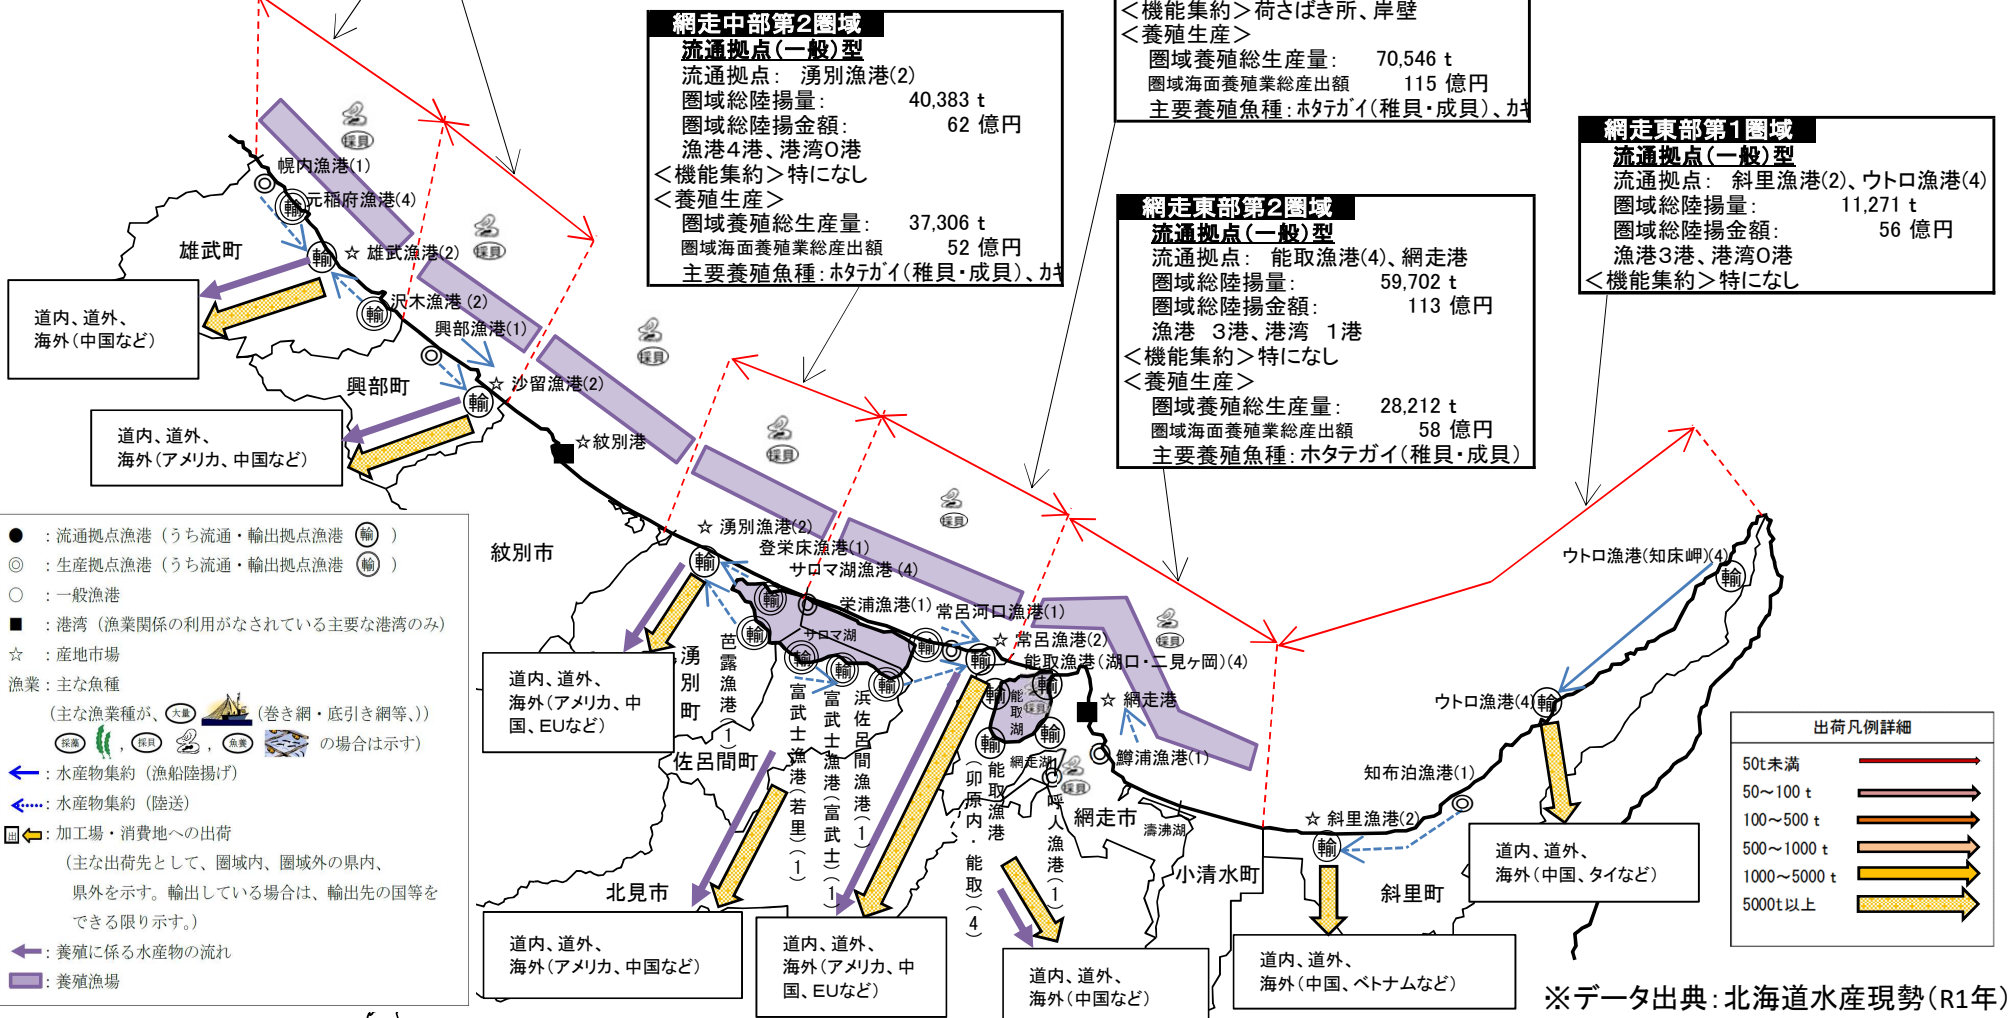 網走中部第2圏域
流通拠点(一般)型
流通拠点： 湧別漁港(2)
圏域総陸揚量： 40,383 t
圏域総陸揚金額： 62 億円
漁港4港、港湾0港
＜機能集約＞特になし
＜養殖生産＞
圏域養殖総生産量： 37,306 t
圏域海面養殖業総産出額 52 億円
主要養殖魚種：ホタテガイ(稚貝・成貝)、カキ
＜機能集約＞荷さばき所、岸壁
＜養殖生産＞
圏域養殖総生産量： 70,546 t
圏域海面養殖業総産出額 115 億円
主要養殖魚種：ホタテガイ(稚貝・成貝)、カキ
網走東部第2圏域
流通拠点(一般)型
流通拠点： 能取漁港(4)、網走港
圏域総陸揚量： 59,702 t
圏域総陸揚金額： 113 億円
漁港 3港、港湾 1港
＜機能集約＞特になし
＜養殖生産＞
圏域養殖総生産量： 28,212 t
圏域海面養殖業総産出額 58 億円
主要養殖魚種：ホタテガイ(稚貝・成貝)
網走東部第1圏域
流通拠点(一般)型
流通拠点： 斜里漁港(2)、ウトロ漁港(4)
圏域総陸揚量： 11,271 t
圏域総陸揚金額： 56 億円
漁港3港、港湾0港
＜機能集約＞特になし
採貝
幌内漁港(1)
輸 元稲府漁港(4)
雄武町
輸 ☆ 雄武漁港(2)
採貝
道内、道外、
海外(中国など)
輸 沢木漁港(2)
興部漁港(1)
採貝
興部町
輸 ☆ 沙留漁港(2)
道内、道外、
海外(アメリカ、中国など)
☆紋別港
採貝
採貝
紋別市
☆ 湧別漁港(2)
輸
登栄床漁港(1)
サロマ湖漁港(4)
輸
栄浦漁港(1)
常呂河口漁港(1)
サロマ湖
輸
輸
☆ 常呂漁港(2)
輸
能取漁港(湖口・二見ヶ岡)(4)
採貝
湧別町
芭露漁港(1)
輸
輸
輸
富武士漁港(若里)(1)
富武士漁港(富武士)(1)
浜佐呂間漁港(1)
佐呂間町
道内、道外、
海外(アメリカ、中
国、EUなど)
輸
輸
能取湖
採貝
輸
輸
☆ 網走港
鱒浦漁港(1)
網走湖
採貝
能取漁港(卯原内・能取)(4)
呼人漁港(1)
網走市
濤沸湖
北見市
小清水町
道内、道外、
海外(アメリカ、中国など)
道内、道外、
海外(アメリカ、中
国、EUなど)
道内、道外、
海外(中国など)
ウトロ漁港(知床岬)(4)
輸
ウトロ漁港(4) 輸
知布泊漁港(1)
☆ 斜里漁港(2)
輸
斜里町
道内、道外、
海外(中国、タイなど)
道内、道外、
海外(中国、ベトナムなど)
● ：流通拠点漁港（うち流通・輸出拠点漁港 輸 ）
◎ ：生産拠点漁港（うち流通・輸出拠点漁港 輸 ）
○ ：一般漁港
■ ：港湾（漁業関係の利用がなされている主要な港湾のみ）
☆ ：産地市場
漁業：主な魚種
（主な漁業種が、大量 （巻き網・底引き網等、））
採藻 ，採貝 ，魚養 の場合は示す）
：水産物集約（漁船陸揚げ）
：水産物集約（陸送）
出 ：加工場・消費地への出荷
（主な出荷先として、圏域内、圏域外の県内、
県外を示す。輸出している場合は、輸出先の国等を
できる限り示す。）
：養殖に係る水産物の流れ
：養殖漁場
出荷凡例詳細
50t未満
50～100 t
100～500 t
500～1000 t
1000～5000 t
5000t以上
※データ出典：北海道水産現勢(R1年)